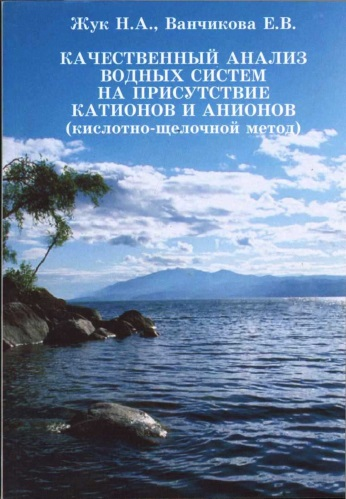 Жук Н.А., Ванчикова Е.В.
КАЧЕСТВЕННЫЙ АНАЛИЗ
ВОДНЫХ СИСТЕМ
НА ПРИСУТСТВИЕ
КАТИОНОВ И АНИОНОВ
(кислотно-щелочной метод)